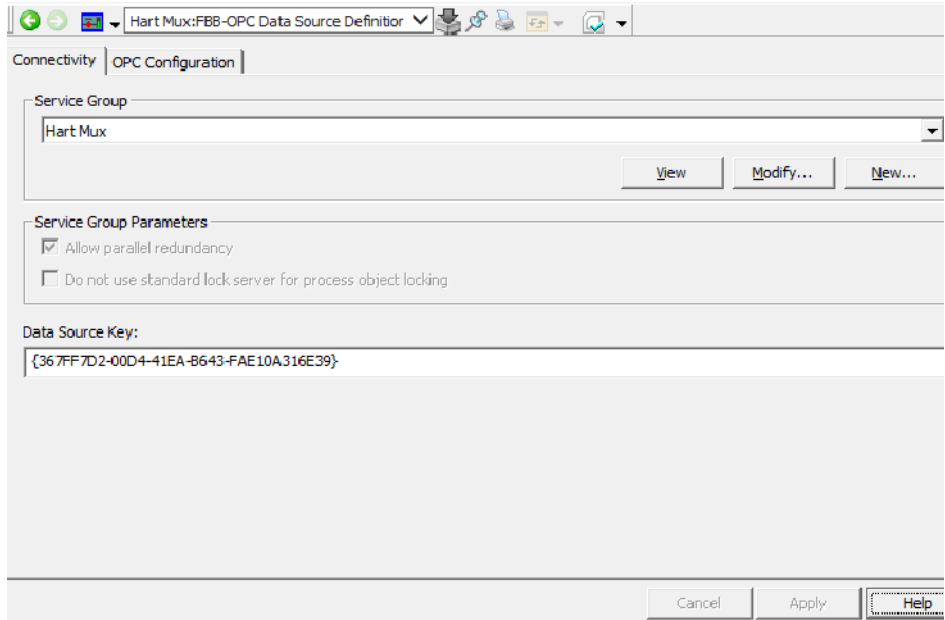 Hart Mux:FBB-OPC Data Source Definitior
Connectivity OPC Configuration
Service Group
Hart Mux
View Modify... New...
Service Group Parameters
Allow parallel redundancy
Do not use standard lock server for process object locking
Data Source Key:
{367FF7D2-00D4-41EA-B643-FAE10A316E39}
Cancel Apply Help